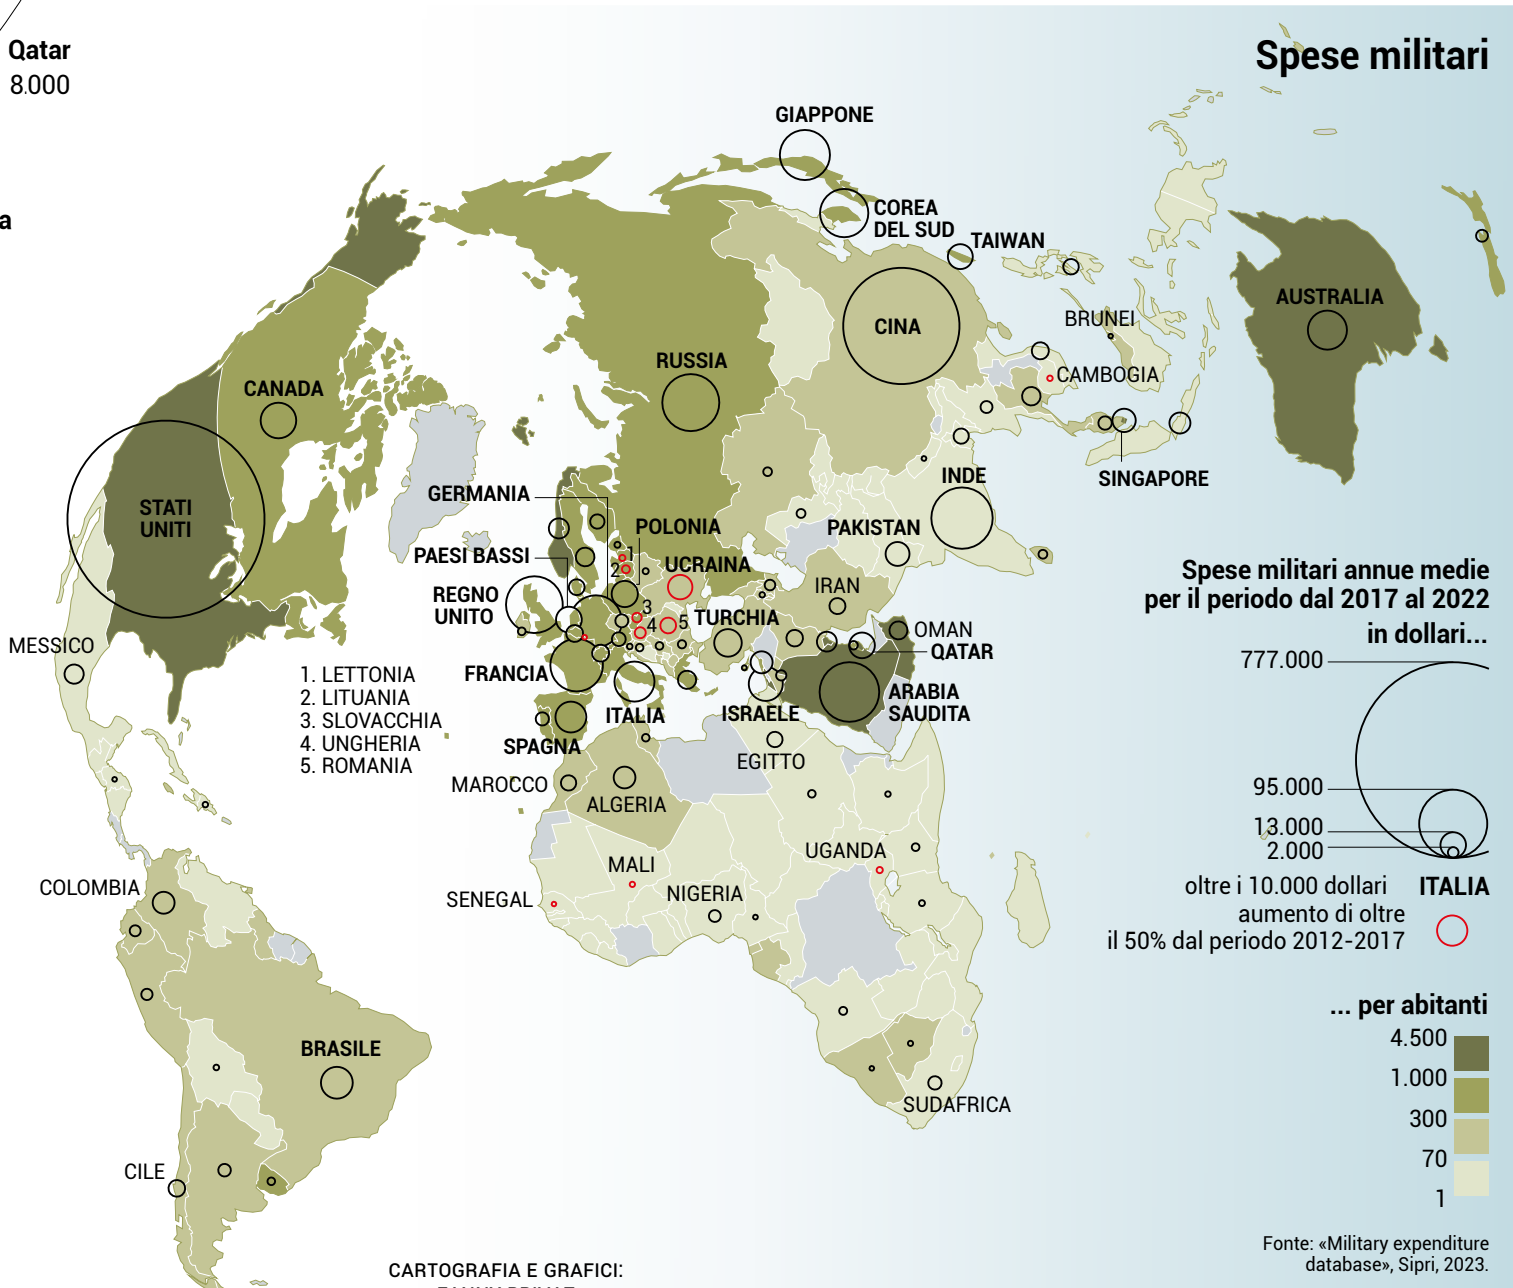 Qatar
8.000
a
Spese militari
GIAPPONE
COREA
DEL SUD
TAIWAN
CINA
BRUNEI
AUSTRALIA
CAMBOGIA
RUSSIA
CANADA
STATI
UNITI
INDE
SINGAPORE
GERMANIA
POLONIA
PAKISTAN
PAESI BASSI
1
2
UCRAINA
REGNO
UNITO
3
4
5
TURCHIA
IRAN
OMAN
QATAR
MESSICO
FRANCIA
ARABIA
SAUDITA
ITALIA
ISRAELE
SPAGNA
EGITTO
MAROCCO
ALGERIA
1. LETTONIA
2. LITUANIA
3. SLOVACCHIA
4. UNGHERIA
5. ROMANIA
UGANDA
MALI
NIGERIA
SENEGAL
COLOMBIA
BRASILE
CILE
SUDAFRICA
Spese militari annue medie
per il periodo dal 2017 al 2022
in dollari...
777.000
95.000
13.000
2.000
oltre i 10.000 dollari ITALIA
aumento di oltre
il 50% dal periodo 2012-2017
... per abitanti
4.500
1.000
300
70
1
Fonte: «Military expenditure
database», Sipri, 2023.
CARTOGRAFIA E GRAFICI: